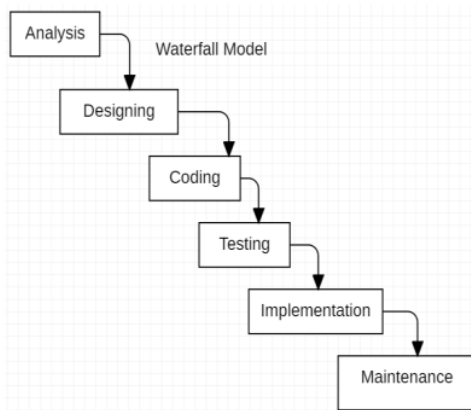 Analysis
Waterfall Model
Designing
Coding
Testing
Implementation
Maintenance